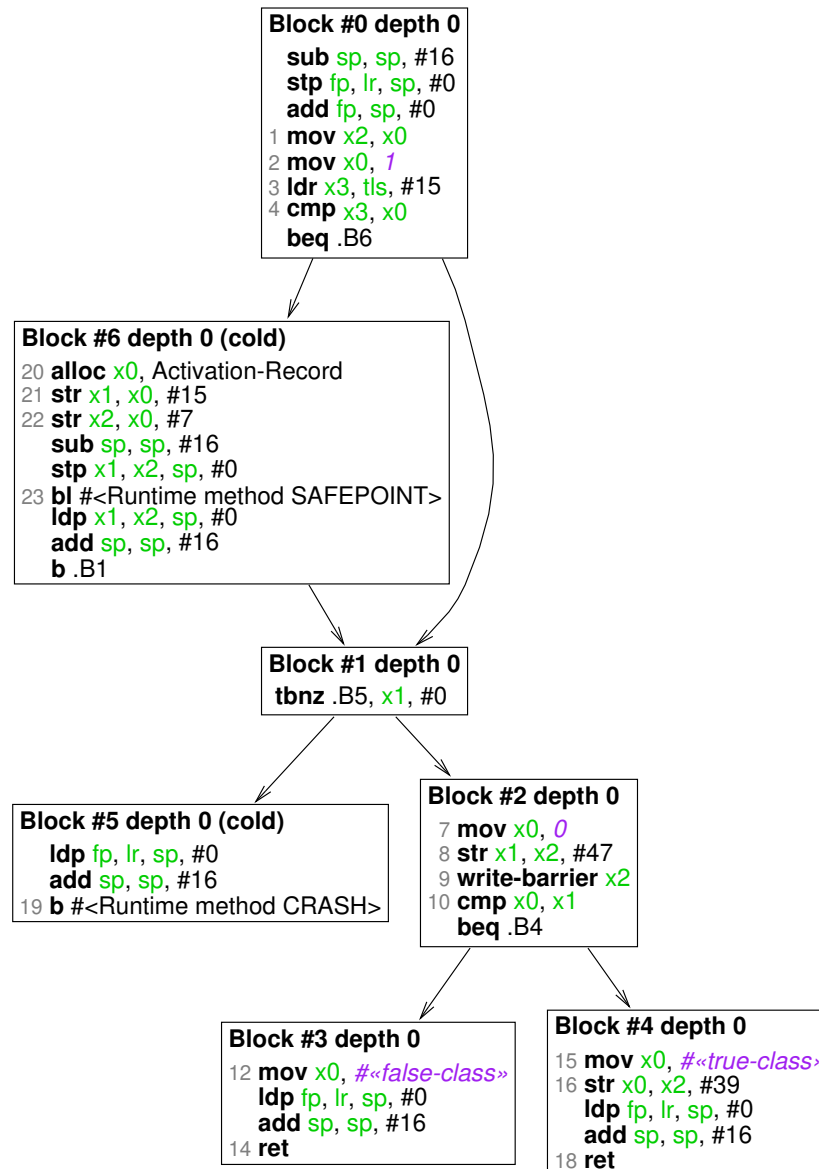 Block #0 depth 0
sub sp, sp, #16
stp fp, lr, sp, #0
add fp, sp, #0
1 mov x2, x0
2 mov x0, 1
3 ldr x3, tls, #15
4 cmp x3, x0
beq .B6
Block #6 depth 0 (cold)
20 alloc x0, Activation-Record
21 str x1, x0, #15
22 str x2, x0, #7
sub sp, sp, #16
stp x1, x2, sp, #0
23 bl #<Runtime method SAFEPOINT>
ldp x1, x2, sp, #0
add sp, sp, #16
b .B1
Block #1 depth 0
tbnz .B5, x1, #0
Block #5 depth 0 (cold)
ldp fp, lr, sp, #0
add sp, sp, #16
19 b #<Runtime method CRASH>
Block #2 depth 0
7 mov x0, 0
8 str x1, x2, #47
9 write-barrier x2
10 cmp x0, x1
beq .B4
Block #3 depth 0
12 mov x0, #«false-class»
ldp fp, lr, sp, #0
add sp, sp, #16
14 ret
Block #4 depth 0
15 mov x0, #«true-class»
16 str x0, x2, #39
ldp fp, lr, sp, #0
add sp, sp, #16
18 ret